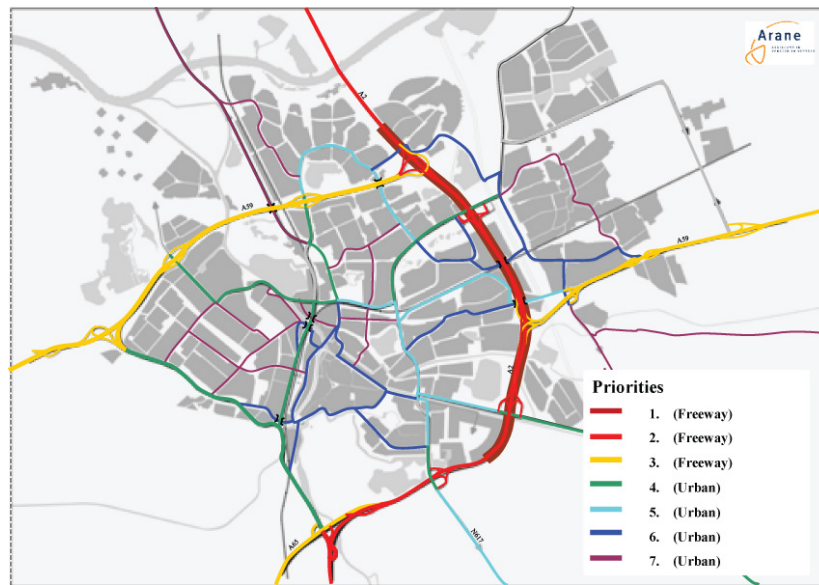 Arane
A2
A59
A59
A2
Priorities
1. (Freeway)
2. (Freeway)
3. (Freeway)
4. (Urban)
5. (Urban)
6. (Urban)
7. (Urban)
N617
A65